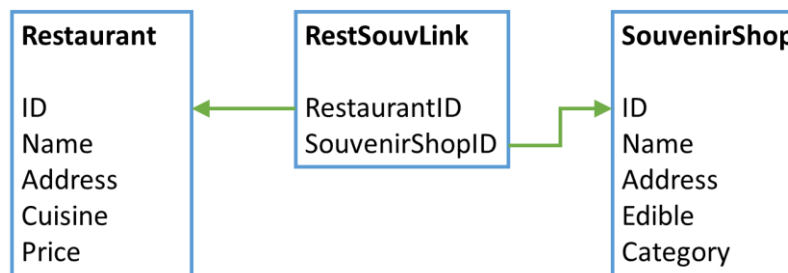 Restaurant
ID
Name
Address
Cuisine
Price
RestSouvLink
RestaurantID
SouvenirShopID
SouvenirShop
ID
Name
Address
Edible
Category